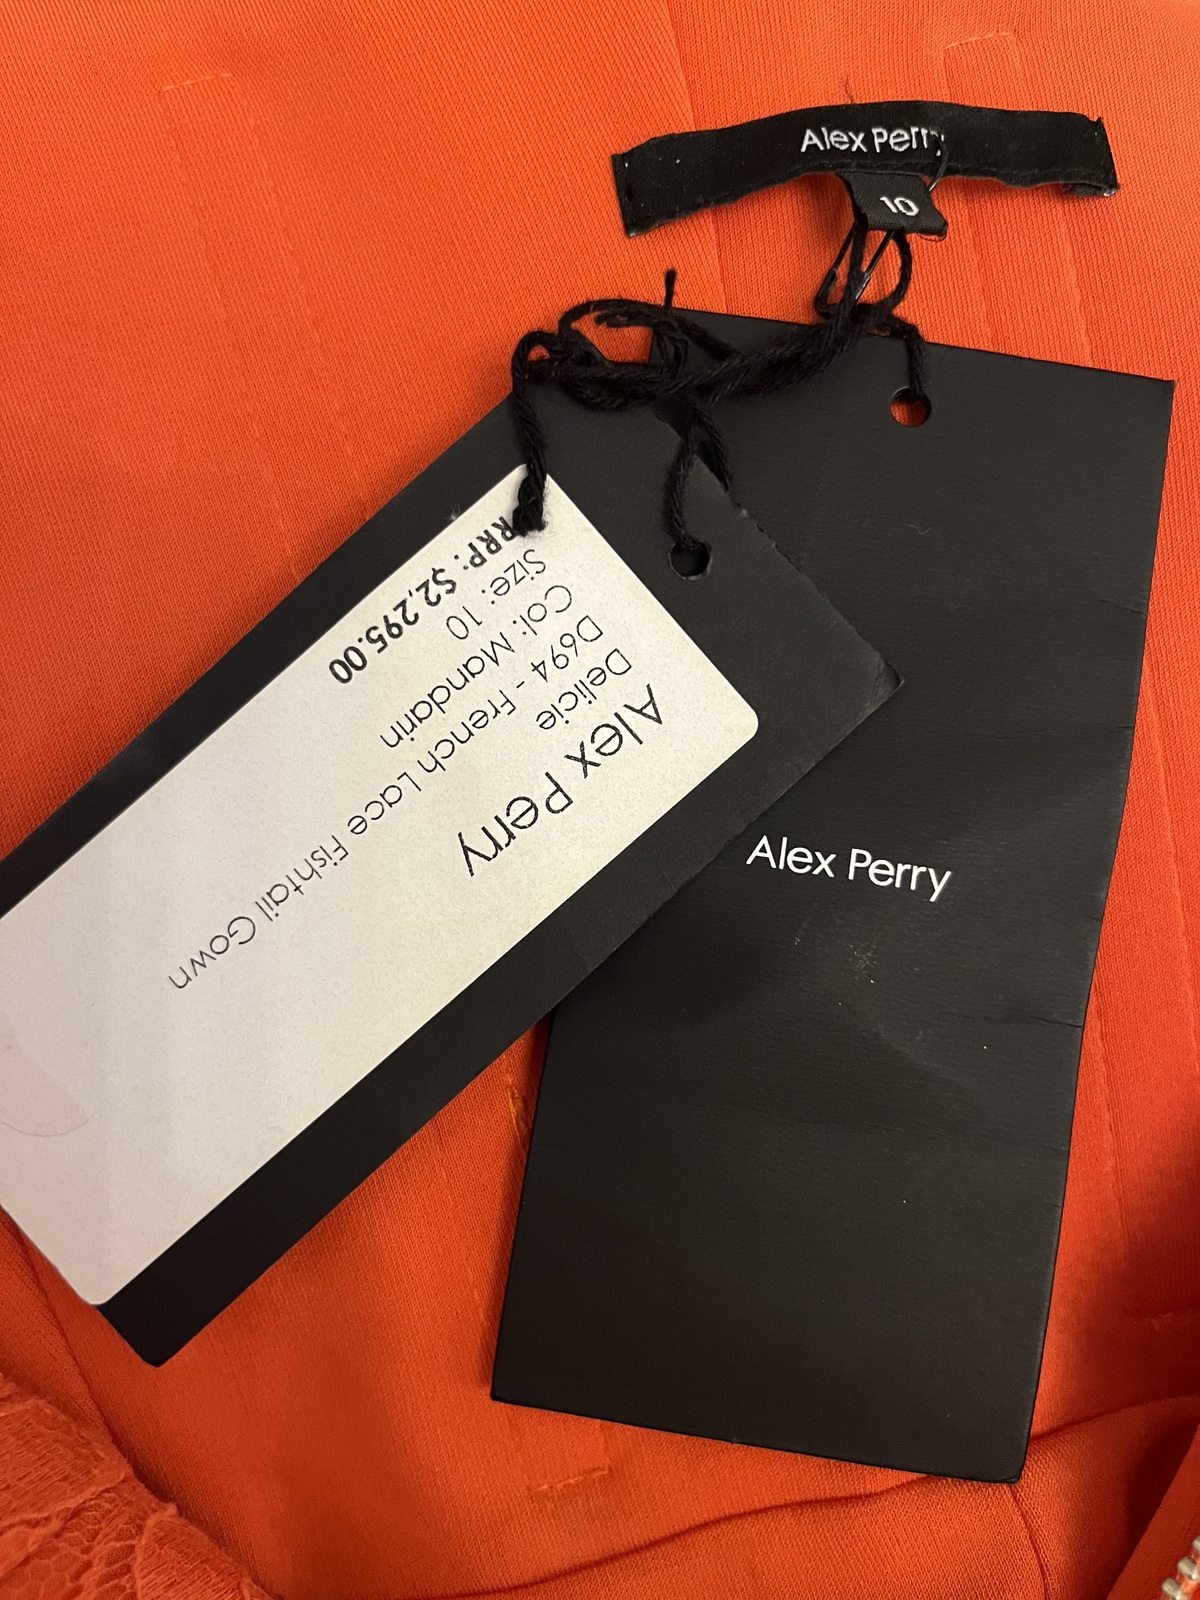 Alex Perry
10
Alex Perry
Delicie
D694 - French Lace Fishtail Gown
Col: Mandarin
Size: 10
RRP: $2,295.00
Alex Perry